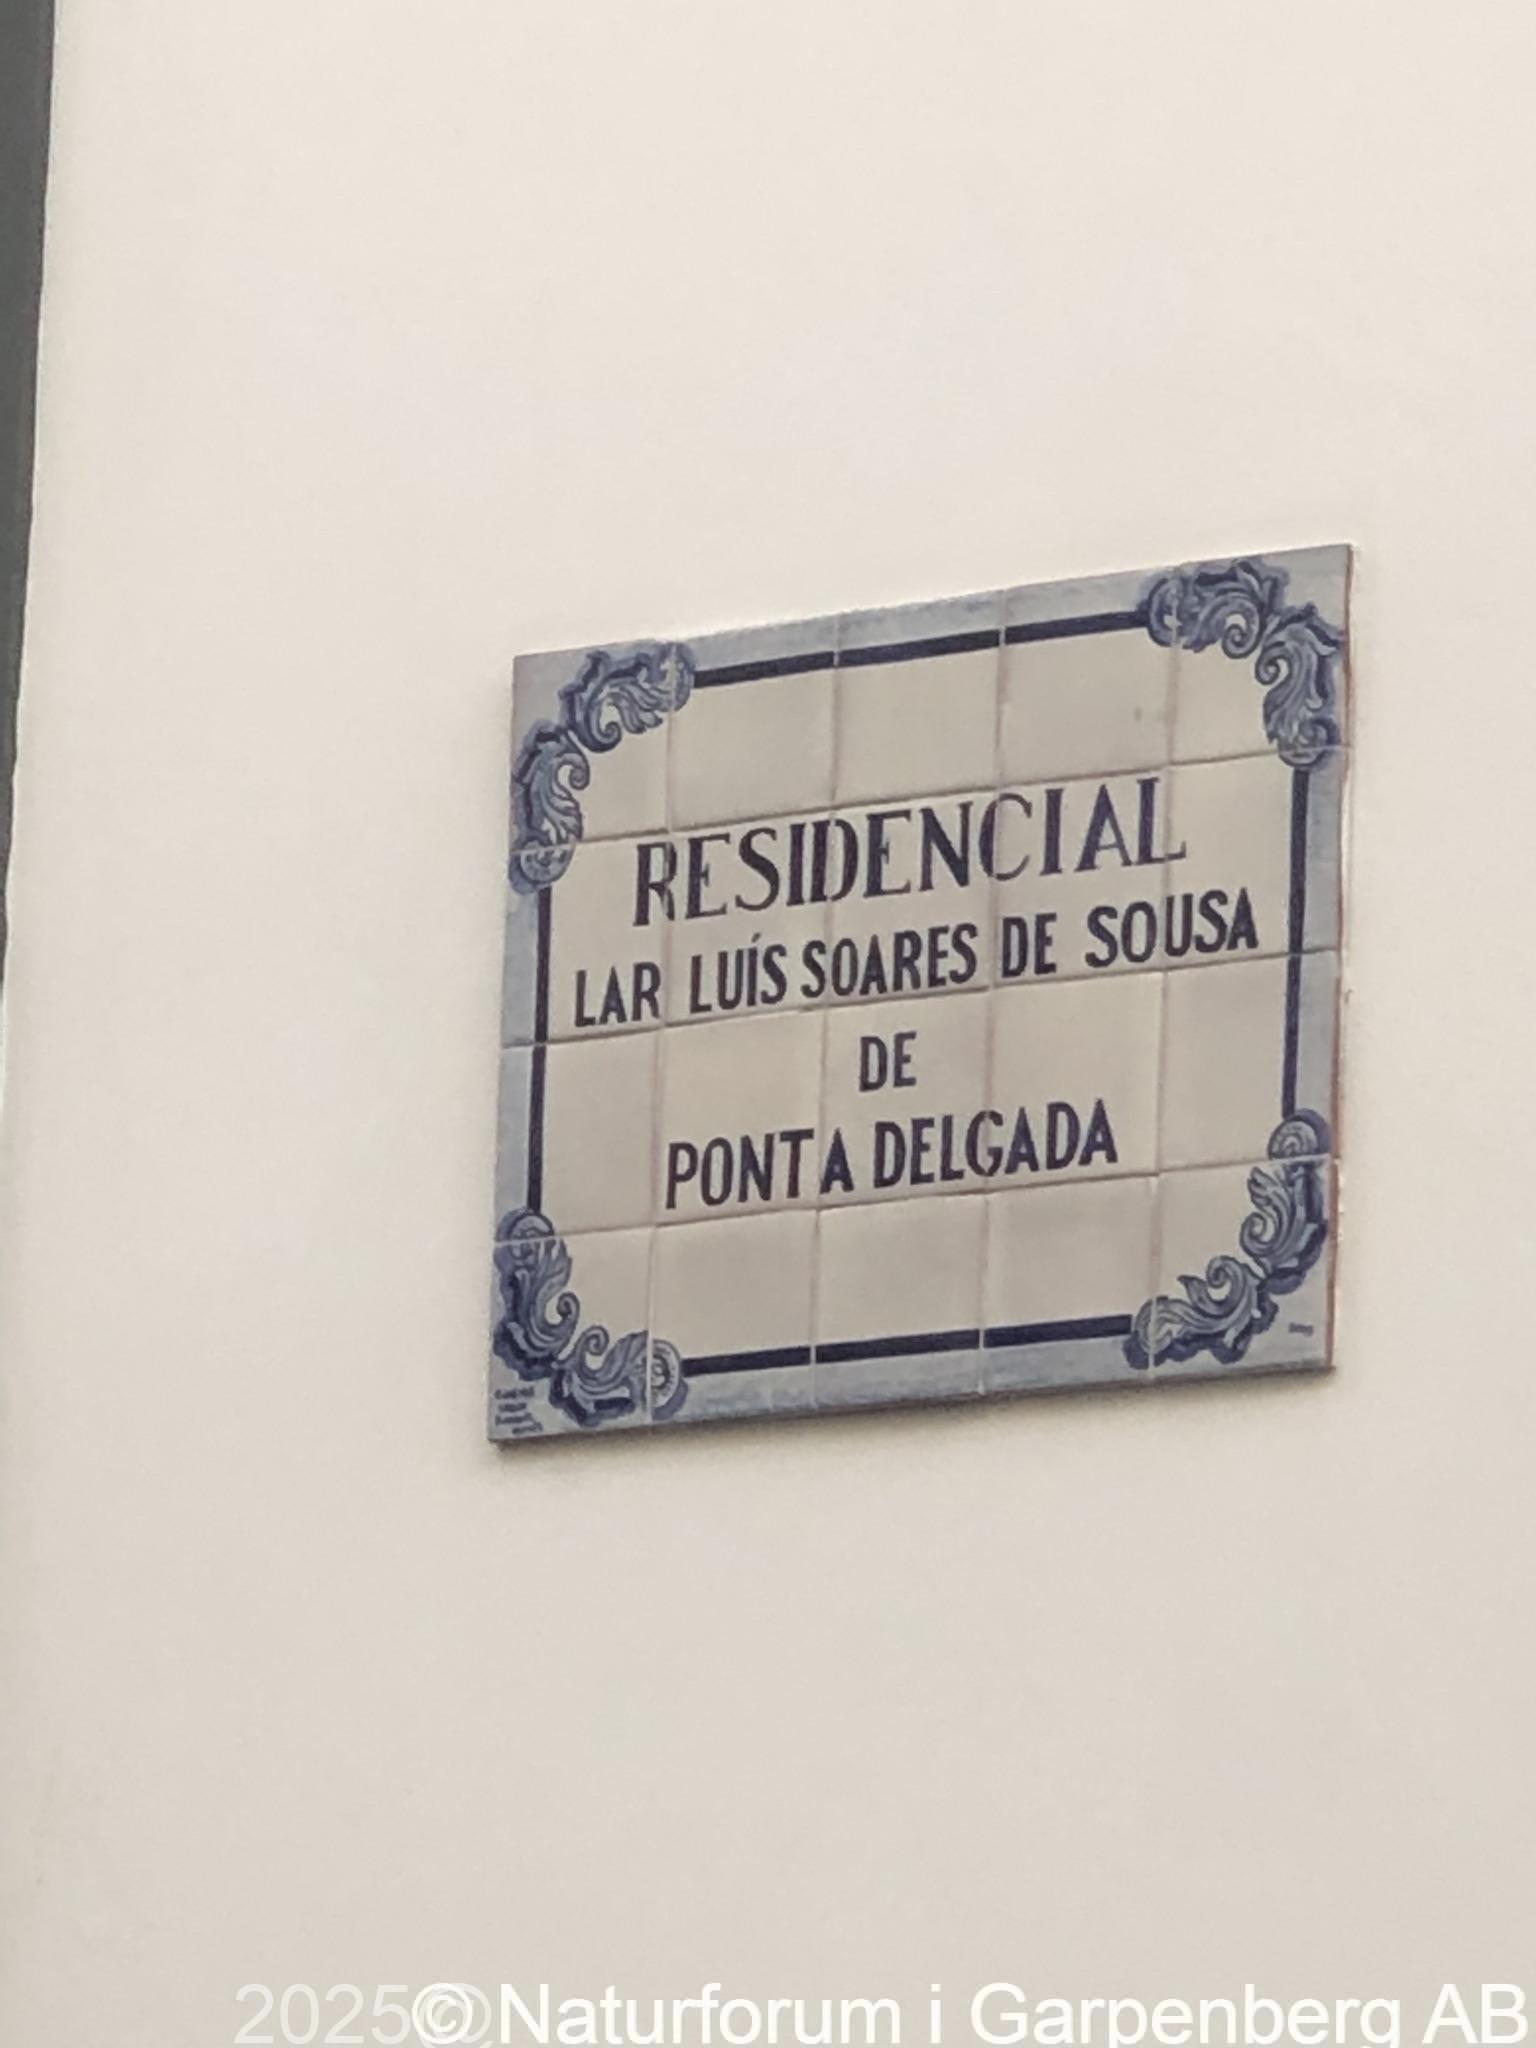 RESIDENCIAL
LAR LUÍS SOARES DE SOUSA
DE
PONTA DELGADA
2025©Naturforum i Garpenberg AB